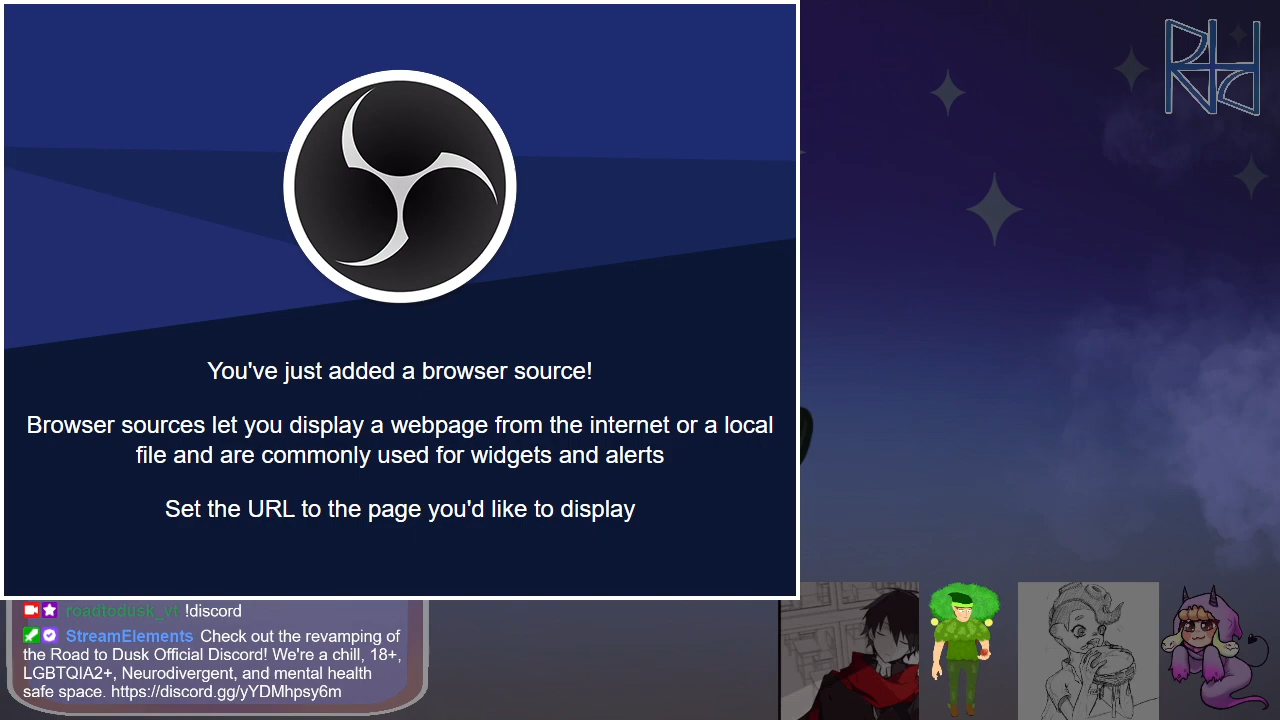 You've just added a browser source!
Browser sources let you display a webpage from the internet or a local
file and are commonly used for widgets and alerts
Set the URL to the page you'd like to display
roadtodusk_yt !discord
StreamElements Check out the revamping of
the Road to Dusk Official Discord! We're a chill, 18+,
LGBTQIA2+, Neurodivergent, and mental health
safe space. https://discord.gg/yYDMhpsy6m